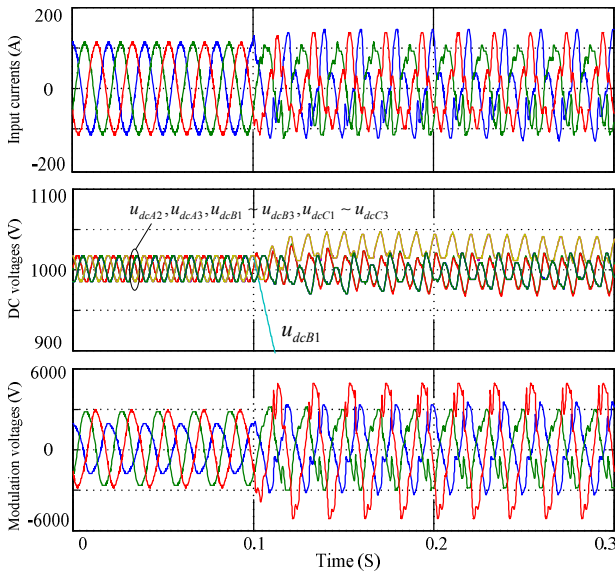 200
0
-200
Input currents (A)
1100
1000
900
DC voltages (V)
u_dcA2, u_dcA3, u_dcB1 ~ u_dcB3, u_dcC1 ~ u_dcC3
u_dcB1
6000
0
-6000
Modulation voltages (V)
0 0.1 0.2 0.3
Time (S)